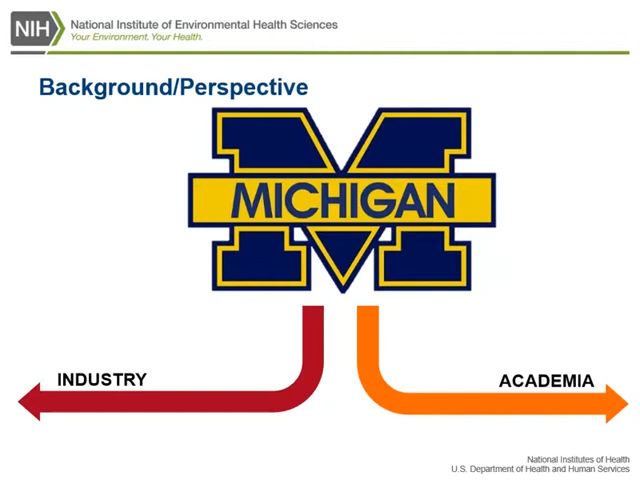 NIH
National Institute of Environmental Health Sciences
Your Environment. Your Health.
Background/Perspective
MICHIGAN
INDUSTRY
ACADEMIA
National Institutes of Health
U.S. Department of Health and Human Services